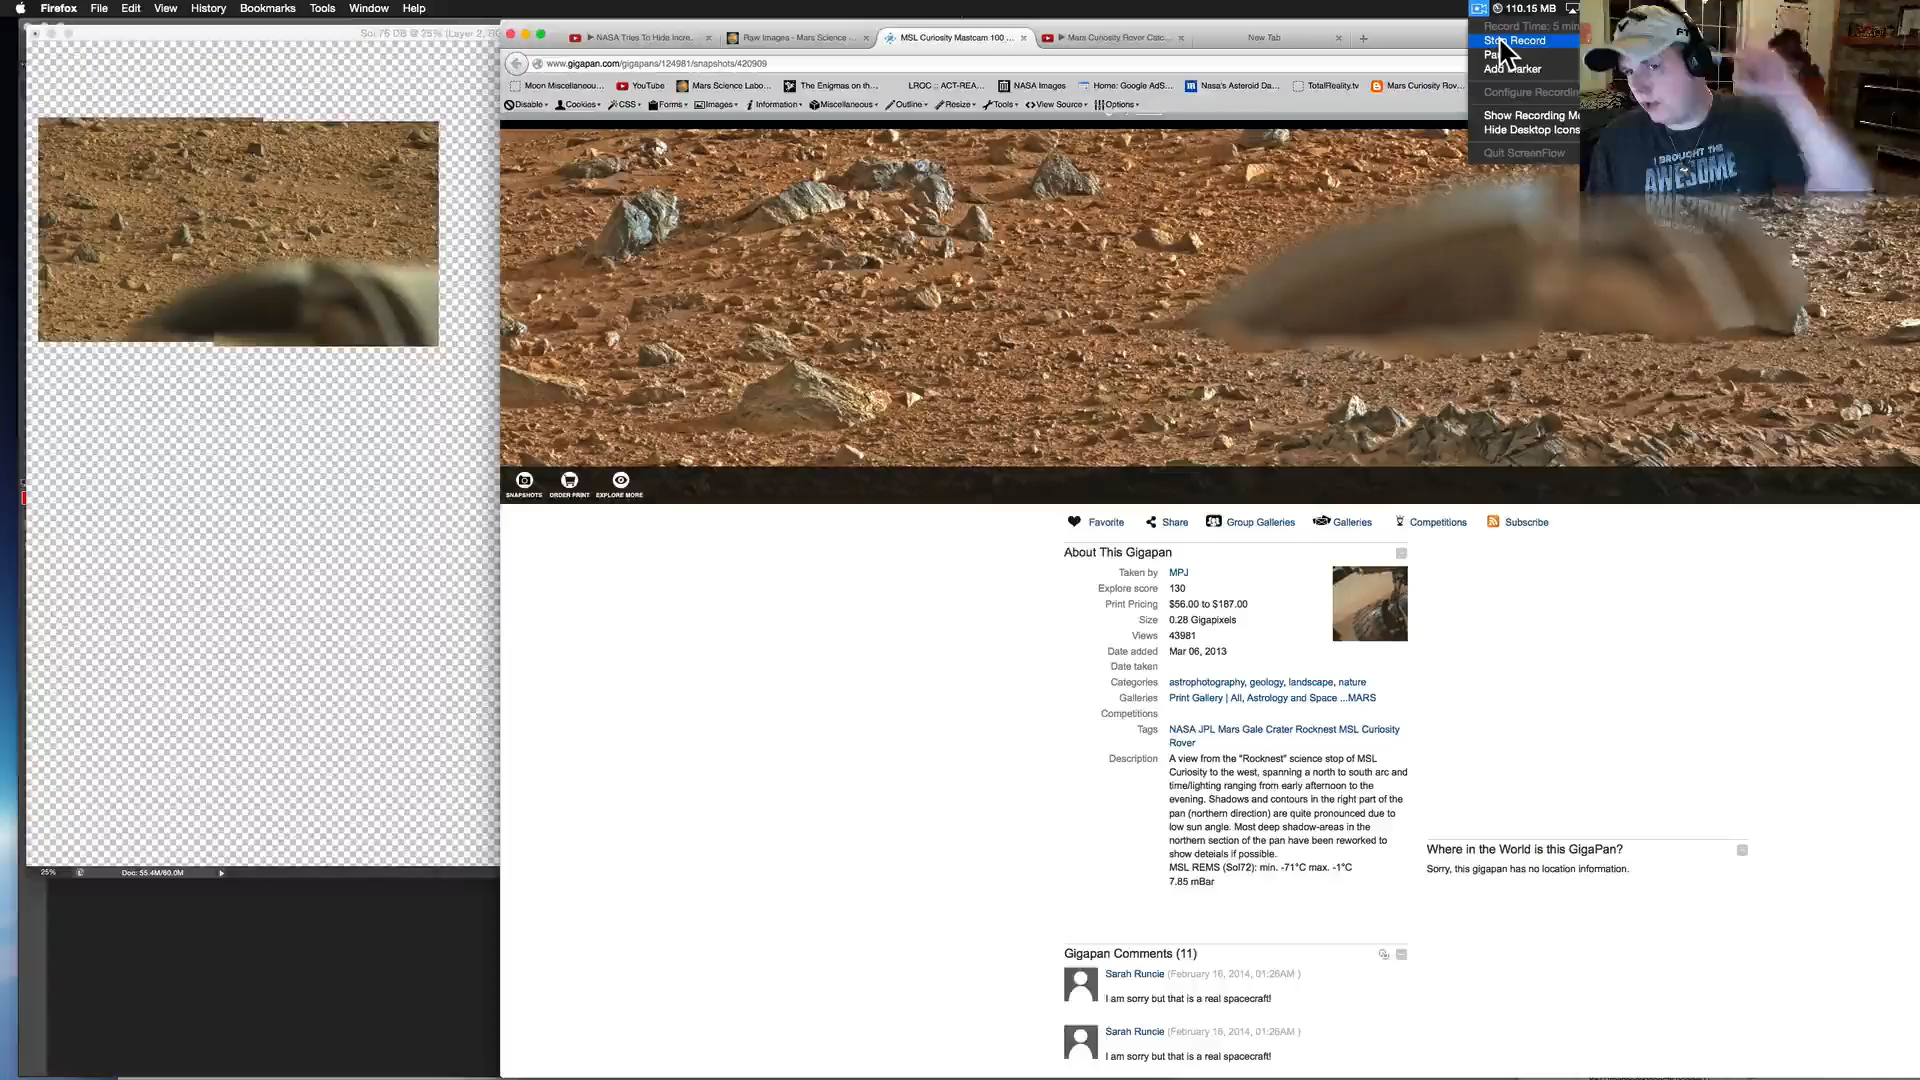 Firefox File Edit View History Bookmarks Tools Window Help
110.15 MB
Record Time: 5 min
Stop Record
Add Marker
Configure Recording
Show Recording Mo
Hide Desktop Icons
Quit ScreenFlow
NASA Tries To Hide Incre...
Raw Images - Mars Science ...
MSL Curiosity Mastcam 100 ...
Mars Curiosity Rover Catc...
New Tab
www.gigapan.com/gigapans/124981/snapshots/420909
Moon Miscellaneou... YouTube Mars Science Labo... The Enigmas on th... LROC :: ACT-REA... NASA Images Home: Google AdS... Nasa's Asteroid Da... TotalReality.tv Mars Curiosity Rov...
Disable Cookies CSS Forms Images Information Miscellaneous Outline Resize Tools View Source Options
I BROUGHT THE
AWESOME
SNAPSHOTS ORDER PRINT EXPLORE MORE
Favorite Share Group Galleries Galleries Competitions Subscribe
About This Gigapan
Taken by MPJ
Explore score 130
Print Pricing $56.00 to $187.00
Size 0.28 Gigapixels
Views 43981
Date added Mar 06, 2013
Date taken
Categories astrophotography, geology, landscape, nature
Galleries Print Gallery | All, Astrology and Space ...MARS
Competitions
Tags NASA JPL Mars Gale Crater Rocknest MSL Curiosity
Rover
Description A view from the "Rocknest" science stop of MSL
Curiosity to the west, spanning a north to south arc and
time/lighting ranging from early afternoon to the
evening. Shadows and contours in the right part of the
pan (northern direction) are quite pronounced due to
low sun angle. Most deep shadow-areas in the
northern section of the pan have been reworked to
show deteials if possible.
MSL REMS (Sol72): min. -71°C max. -1°C
7.85 mBar
Where in the World is this GigaPan?
Sorry, this gigapan has no location information.
25% Doc: 55.4M/60.0M
Gigapan Comments (11)
Sarah Runcie (February 16, 2014, 01:26AM )
I am sorry but that is a real spacecraft!
Sarah Runcie (February 16, 2014, 01:26AM )
I am sorry but that is a real spacecraft!